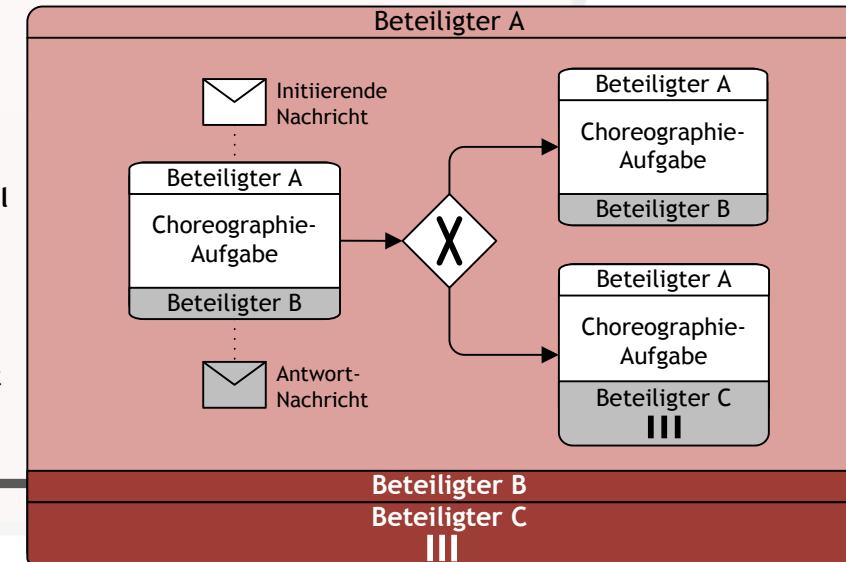 Beteiligter A
Initiierende
Nachricht
Beteiligter A
Choreographie-
Aufgabe
Beteiligter B
Antwort-
Nachricht
Beteiligter A
Choreographie-
Aufgabe
Beteiligter B
Beteiligter A
Choreographie-
Aufgabe
Beteiligter C
Beteiligter B
Beteiligter C